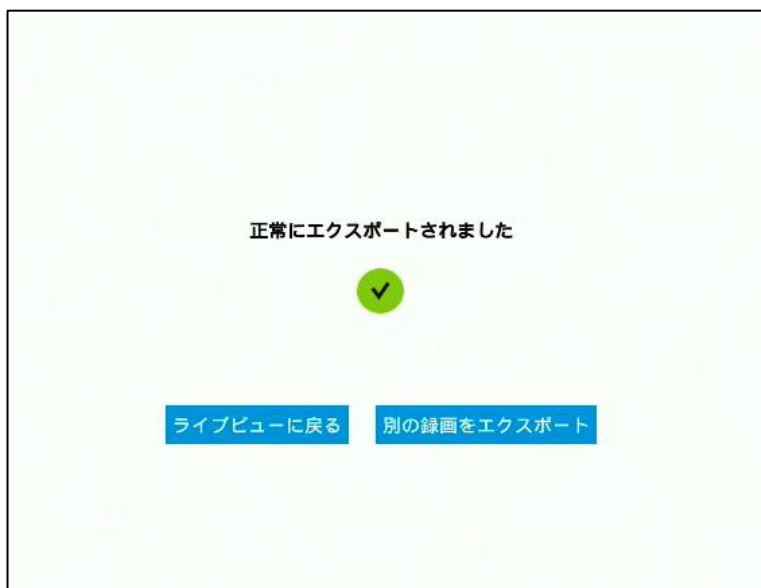 正常にエクスポートされました
ライブビューに戻る
別の録画をエクスポート